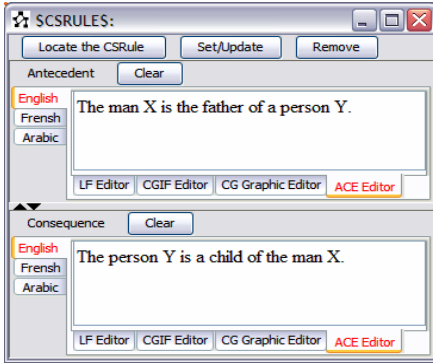 $CSRULE$:
Locate the CSRule Set/Update Remove
Antecedent Clear
English
Frensh
Arabic
The man X is the father of a person Y.
LF Editor CGIF Editor CG Graphic Editor ACE Editor
Consequence Clear
English
Frensh
Arabic
The person Y is a child of the man X.
LF Editor CGIF Editor CG Graphic Editor ACE Editor